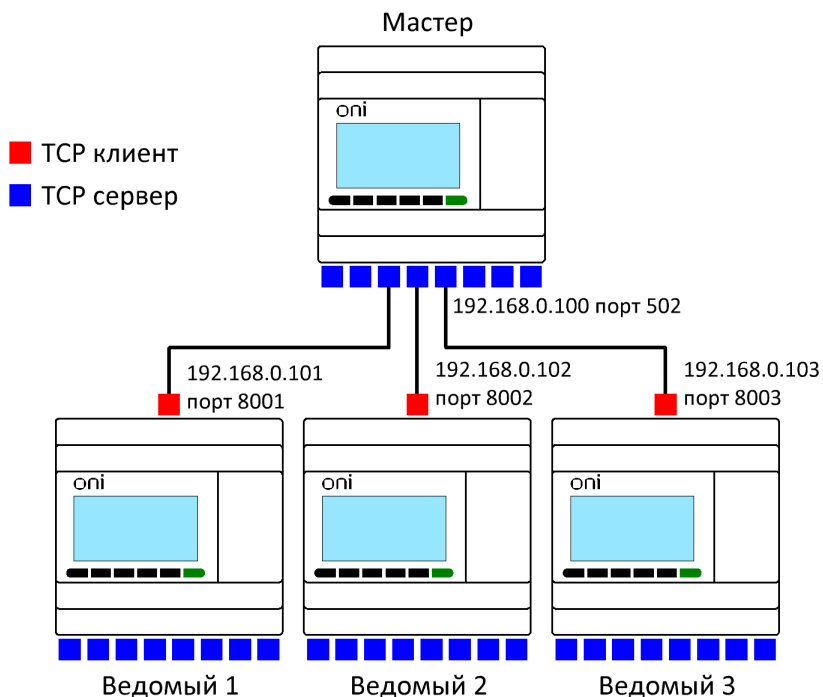 Мастер
oni
TCP клиент
TCP сервер
192.168.0.100 порт 502
192.168.0.101
порт 8001
192.168.0.102
порт 8002
192.168.0.103
порт 8003
oni
oni
oni
Ведомый 1
Ведомый 2
Ведомый 3